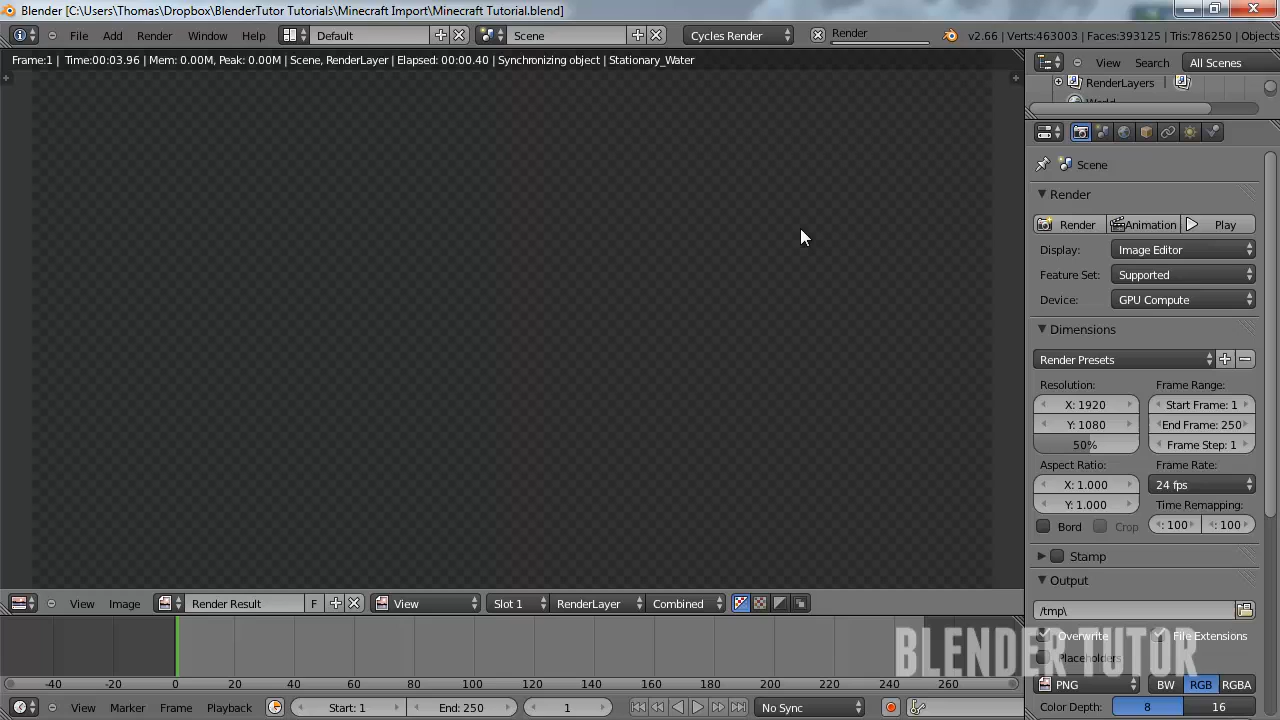 Blender [C:\Users\Thomas\Dropbox\BlenderTutor Tutorials\Minecraft Import\Minecraft Tutorial.blend]
File Add Render Window Help Default Scene Cycles Render Render v2.66 | Verts:463003 | Faces:393125 | Tris:786250 | Objects
Frame:1 | Time:00:03.96 | Mem: 0.00M, Peak: 0.00M | Scene, RenderLayer | Elapsed: 00:00.40 | Synchronizing object | Stationary_Water
View Search All Scenes
RenderLayers
World
Scene
Render
Render Animation Play
Display: Image Editor
Feature Set: Supported
Device: GPU Compute
Dimensions
Render Presets
Resolution: Frame Range:
X: 1920 Start Frame: 1
Y: 1080 End Frame: 250
50% Frame Step: 1
Aspect Ratio: Frame Rate:
X: 1.000 24 fps
Y: 1.000 Time Remapping:
Bord Crop : 100 : 100
Stamp
Output
/tmp\
Overwrite File Extensions
Placeholders
PNG BW RGB RGBA
Color Depth: 8 16
View Image Render Result F View Slot 1 RenderLayer Combined
BLENDER TUTOR
-40 -20 0 20 40 60 80 100 120 140 160 180 200 220 240 260
View Marker Frame Playback Start: 1 End: 250 1 No Sync